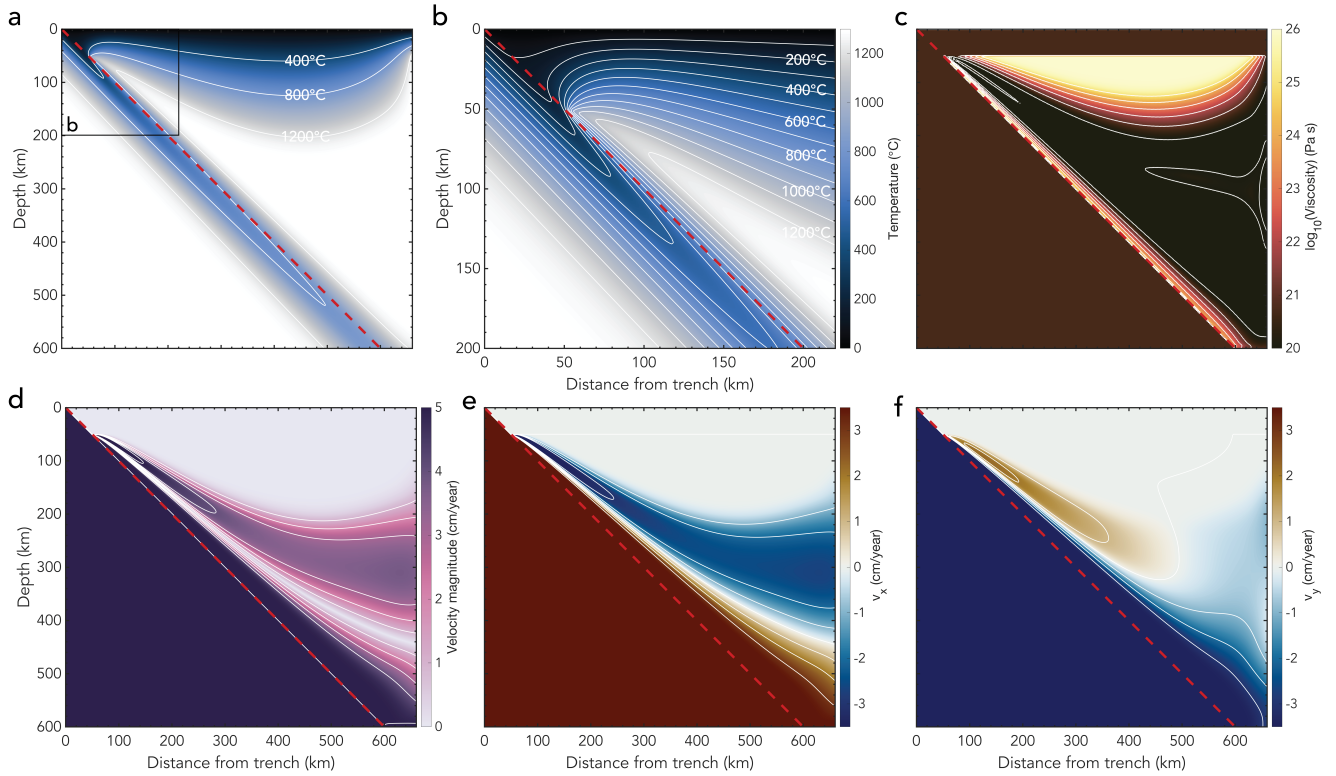 a
0
100
200
300
400
500
600
Depth (km)
400°C
800°C
1200°C
b
b
0
50
100
150
200
Depth (km)
0
50
100
150
200
Distance from trench (km)
200°C
400°C
600°C
800°C
1000°C
1200°C
1200
1000
800
600
400
200
0
Temperature (°C)
c
26
25
24
23
22
21
20
log10(Viscosity) (Pa s)
d
0
100
200
300
400
500
600
Depth (km)
0
100
200
300
400
500
600
Distance from trench (km)
5
4
3
2
1
0
Velocity magnitude (cm/year)
e
0
100
200
300
400
500
600
Distance from trench (km)
3
2
1
0
-1
-2
-3
v_x (cm/year)
f
0
100
200
300
400
500
600
Distance from trench (km)
3
2
1
0
-1
-2
-3
v_y (cm/year)